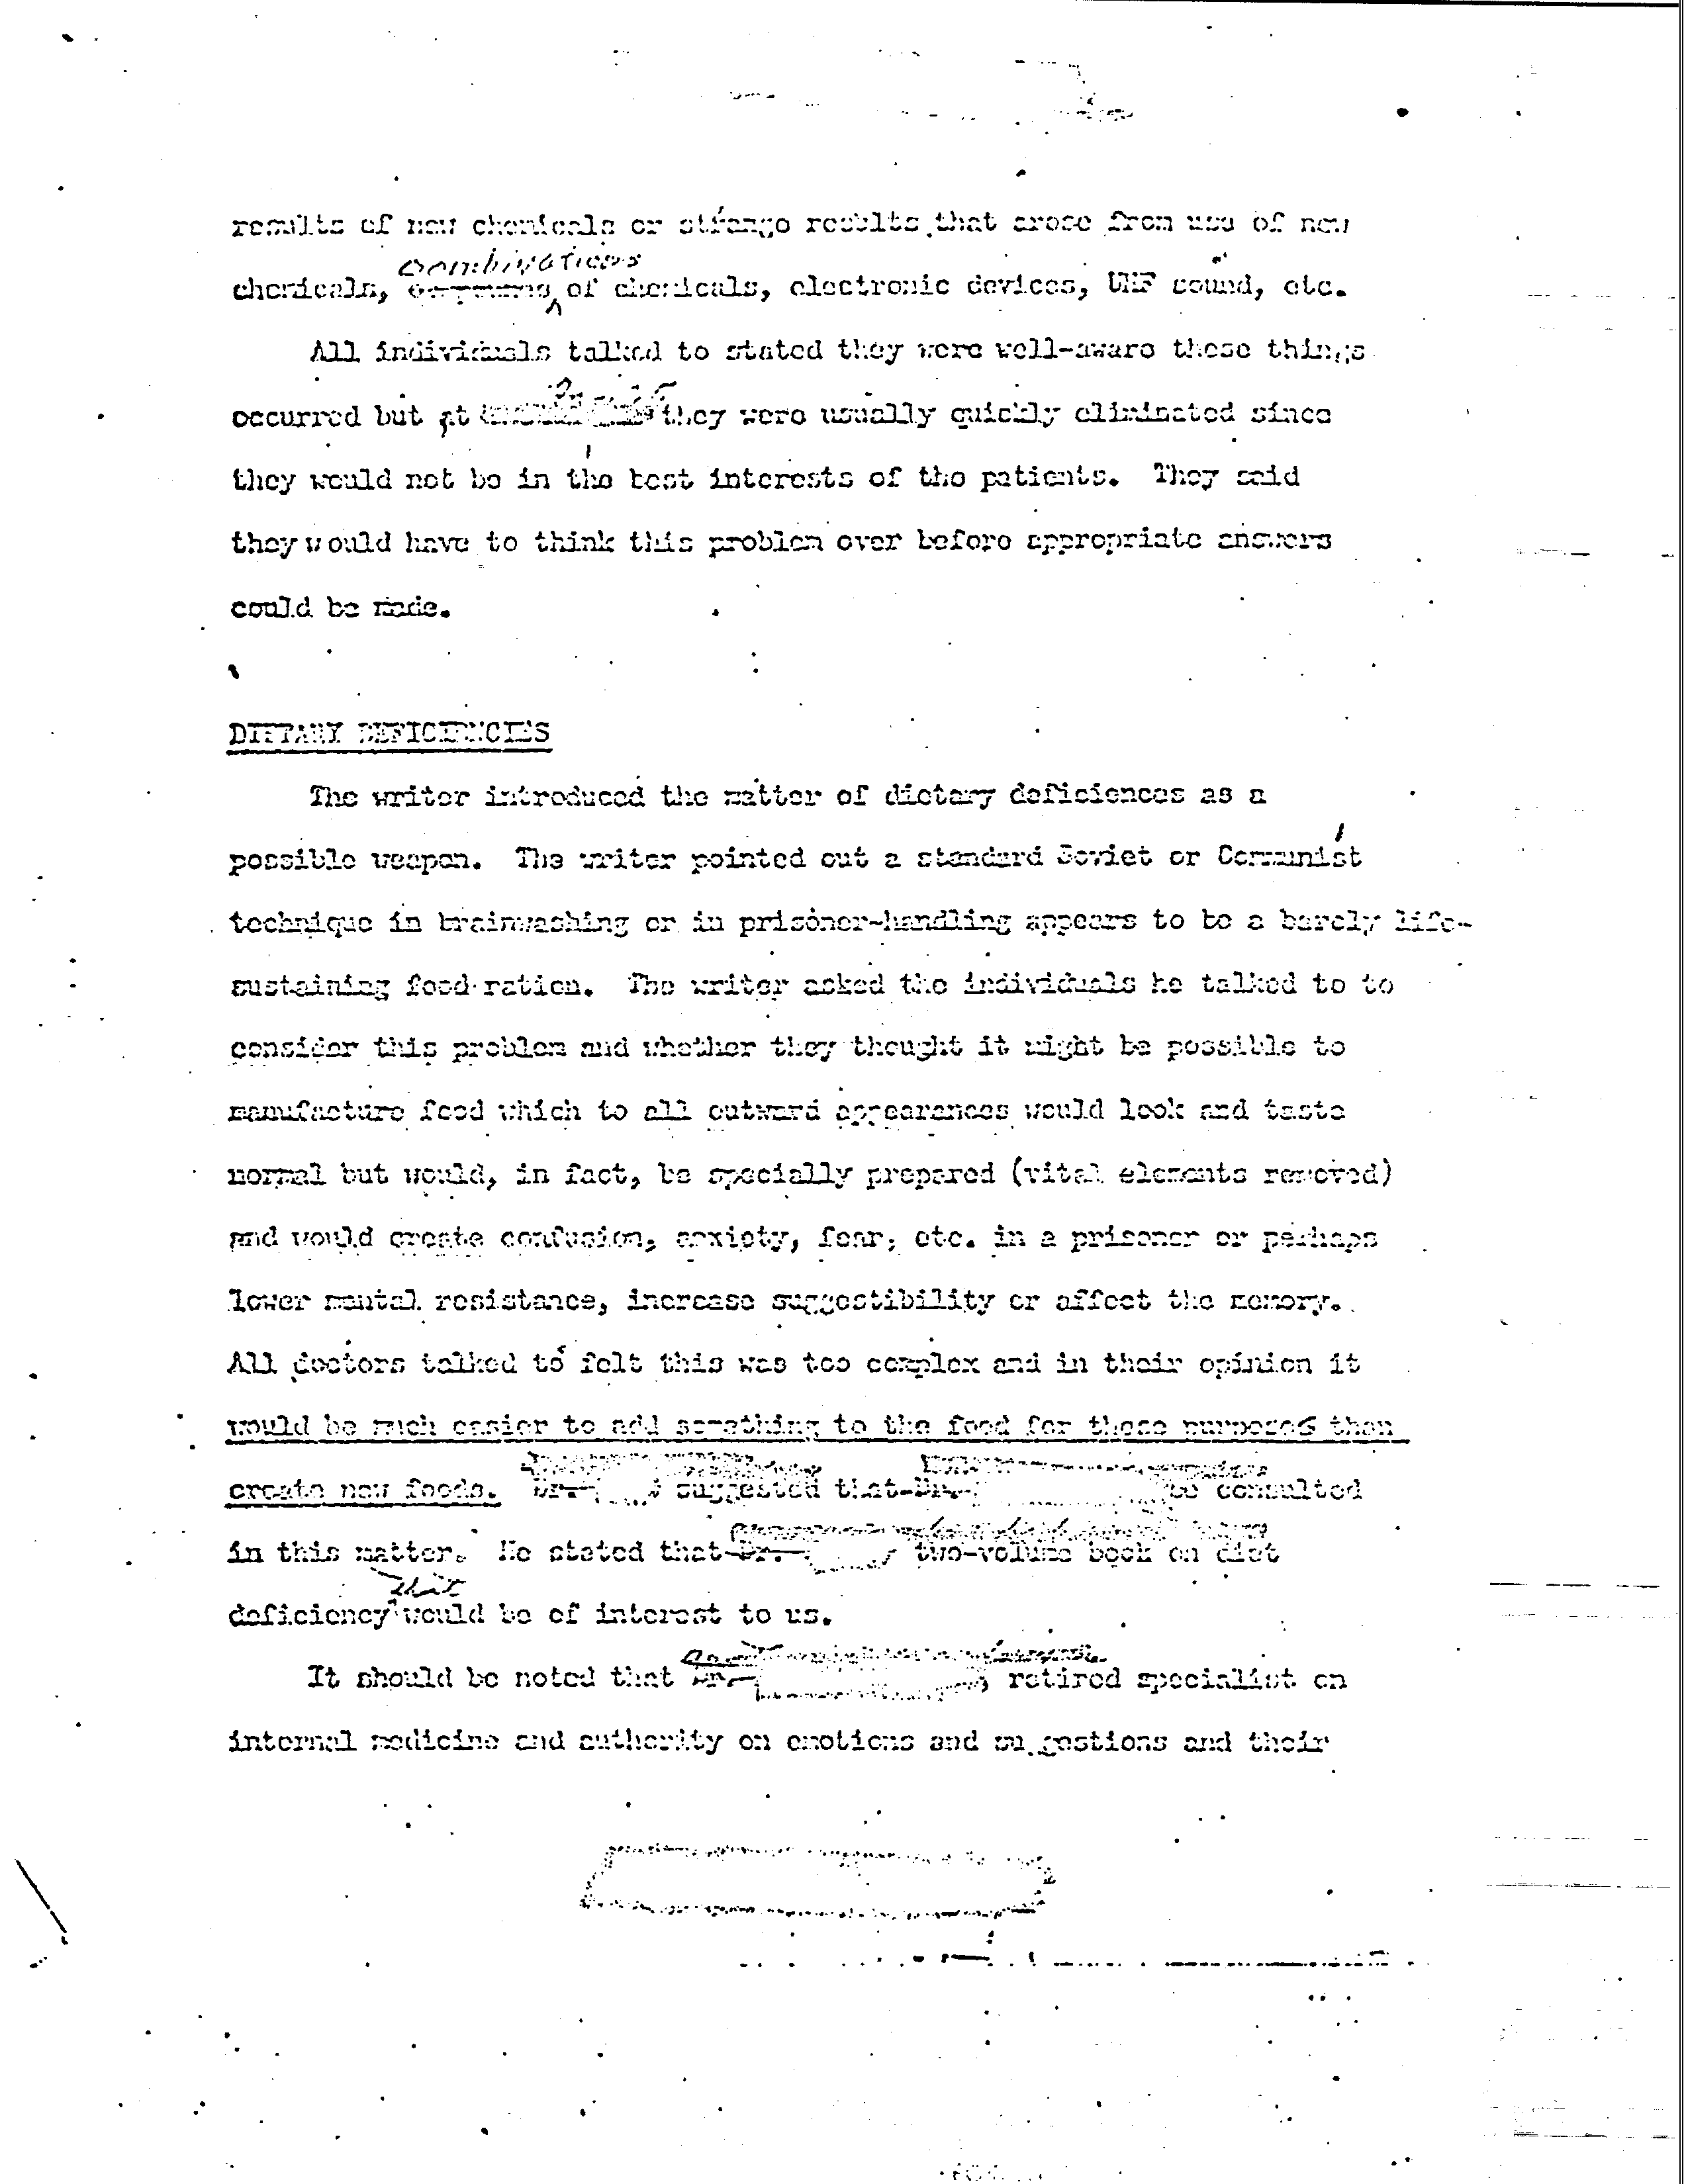 results of new chemicals or strange results that arose from use of new
combinations
chemicals, of chemicals, electronic devices, UHF sound, etc.
All individuals talked to stated they were well-aware these things
occurred but at they were usually quickly eliminated since
they would not be in the best interests of the patients. They said
they would have to think this problem over before appropriate answers
could be made.
DIETARY DEFICIENCIES
The writer introduced the matter of dietary deficiences as a
possible weapon. The writer pointed out a standard Soviet or Communist
technique in brainwashing or in prisoner-handling appears to be a barely life-
sustaining food ration. The writer asked the individuals he talked to to
consider this problem and whether they thought it might be possible to
manufacture food which to all outward appearances would look and taste
normal but would, in fact, be specially prepared (vital elements removed)
and would create confusion, anxiety, fear, etc. in a prisoner or perhaps
lower mental resistance, increase suggestibility or affect the memory.
All doctors talked to felt this was too complex and in their opinion it
would be much easier to add something to the food for these purposes than
create new foods. Dr. suggested that Dr. be consulted
in this matter. He stated that Dr. two-volume book on diet
that
deficiency would be of interest to us.
It should be noted that Dr. retired specialist on
internal medicine and authority on emotions and suggestions and their